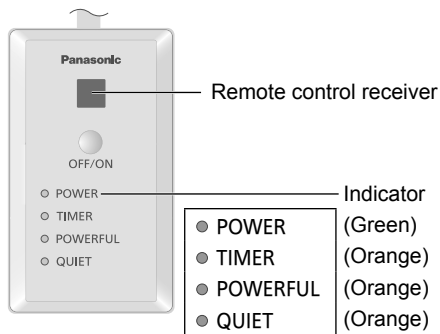 Panasonic
Remote control receiver
OFF/ON
POWER
TIMER
POWERFUL
QUIET
Indicator
POWER (Green)
TIMER (Orange)
POWERFUL (Orange)
QUIET (Orange)